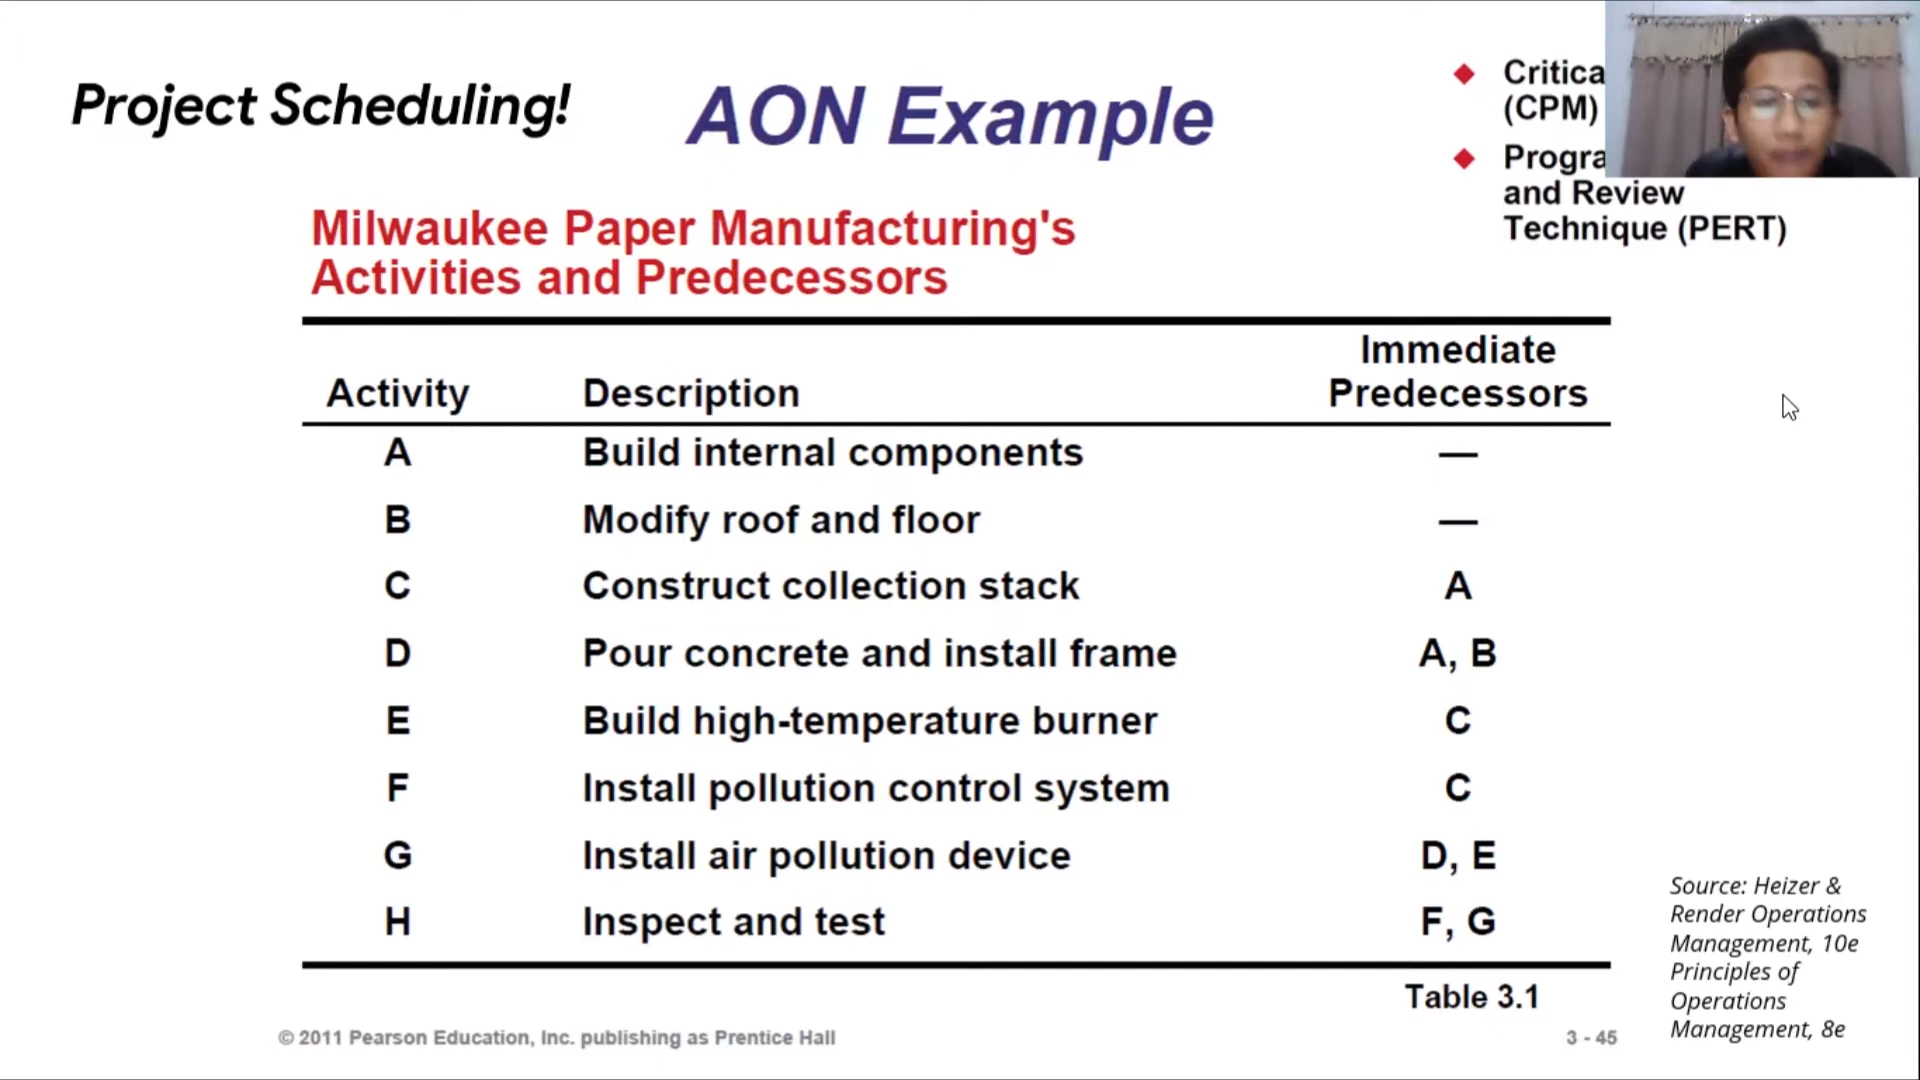 Project Scheduling!
AON Example
Critica
(CPM)
Progra
and Review
Technique (PERT)
Milwaukee Paper Manufacturing's
Activities and Predecessors
Activity Description Immediate Predecessors
A Build internal components —
B Modify roof and floor —
C Construct collection stack A
D Pour concrete and install frame A, B
E Build high-temperature burner C
F Install pollution control system C
G Install air pollution device D, E
H Inspect and test F, G
Table 3.1
Source: Heizer &
Render Operations
Management, 10e
Principles of
Operations
Management, 8e
© 2011 Pearson Education, Inc. publishing as Prentice Hall
3 - 45